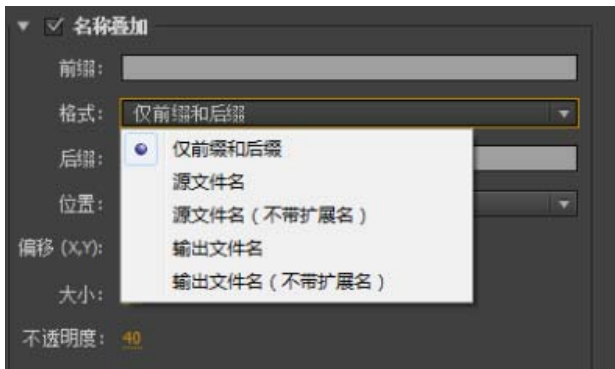 名称叠加
前缀:
格式: 仅前缀和后缀
仅前缀和后缀
后缀:
源文件名
位置:
源文件名(不带扩展名)
偏移 (X,Y):
输出文件名
大小:
输出文件名(不带扩展名)
不透明度: 40